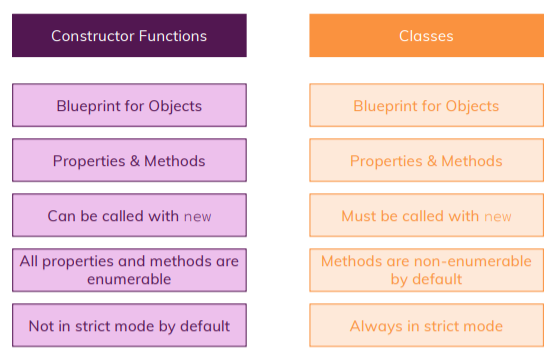 Constructor Functions
Classes
Blueprint for Objects
Blueprint for Objects
Properties & Methods
Properties & Methods
Can be called with new
Must be called with new
All properties and methods are
enumerable
Methods are non-enumerable
by default
Not in strict mode by default
Always in strict mode